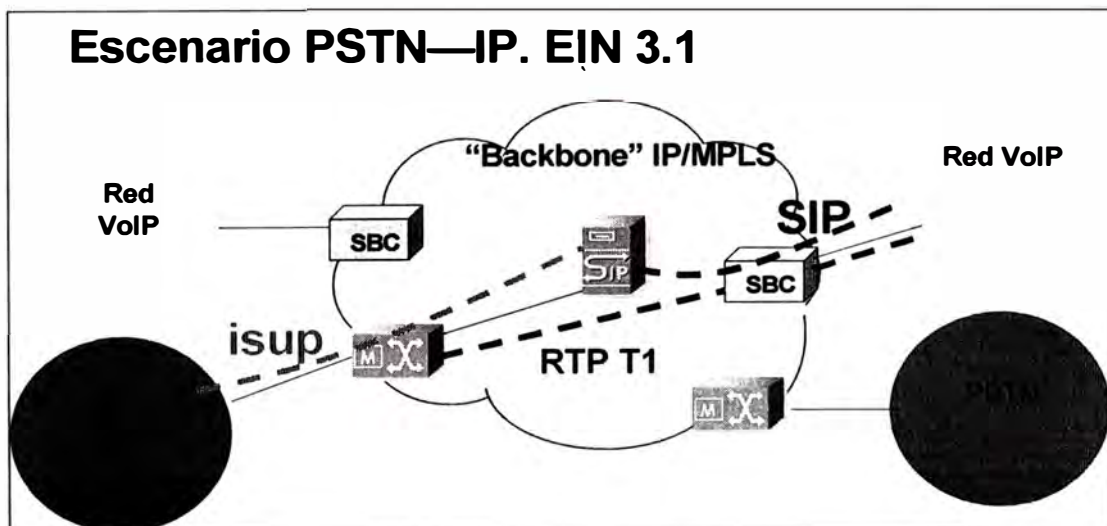 Escenario PSTN—IP. EIN 3.1
“Backbone” IP/MPLS
Red VoIP
Red
VoIP
SBC
SIP
SIP
SBC
isup
M
RTP T1
M
PSTN